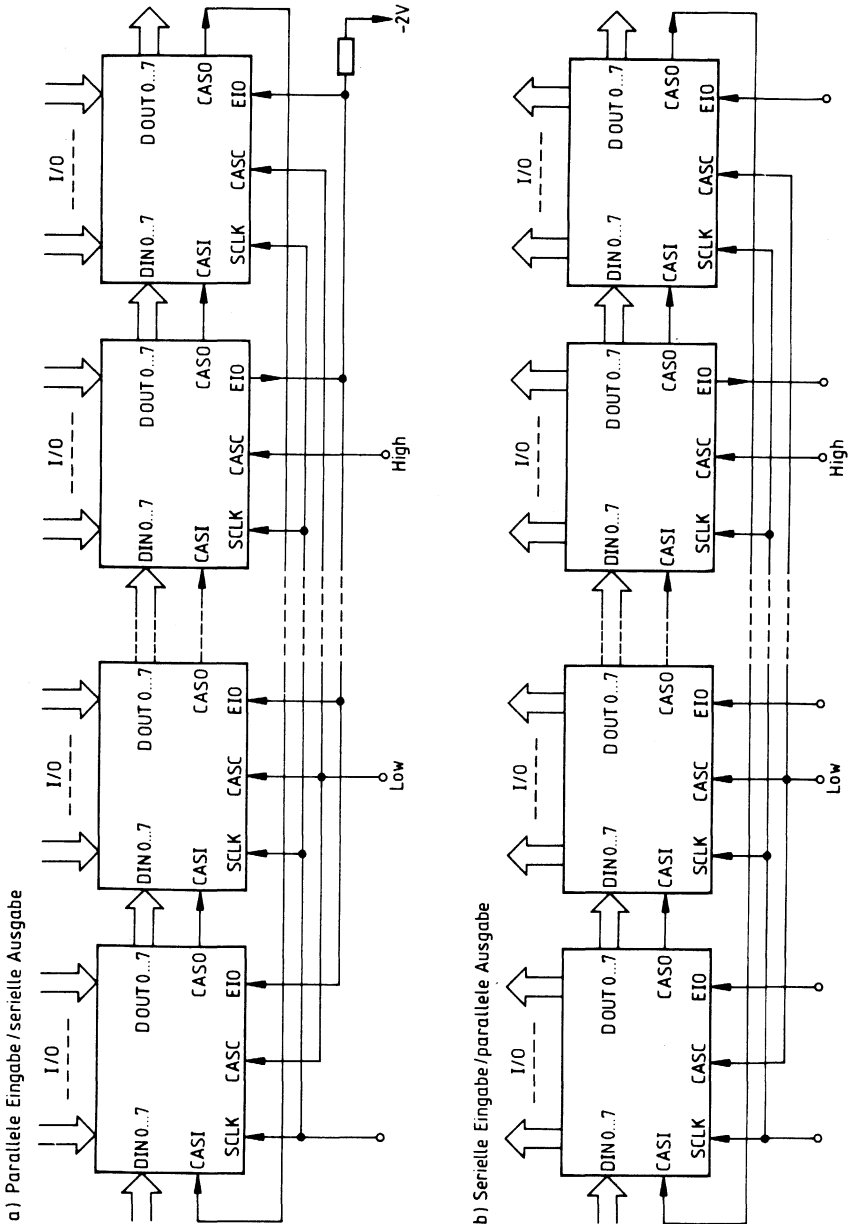 a) Parallele Eingabe/serielle Ausgabe
I/O
I/O
I/O
I/O
DIN 0...7
DOUT 0...7
DIN 0...7
DOUT 0...7
DIN 0...7
DOUT 0...7
DIN 0...7
DOUT 0...7
CASI
CASO
CASI
CASO
CASI
CASO
CASI
CASO
SCLK
CASC
EIO
SCLK
CASC
EIO
SCLK
CASC
EIO
SCLK
CASC
EIO
Low
High
-2V
b) Serielle Eingabe/parallele Ausgabe
I/O
I/O
I/O
I/O
DIN 0...7
DOUT 0...7
DIN 0...7
DOUT 0...7
DIN 0...7
DOUT 0...7
DIN 0...7
DOUT 0...7
CASI
CASO
CASI
CASO
CASI
CASO
CASI
CASO
SCLK
CASC
EIO
SCLK
CASC
EIO
SCLK
CASC
EIO
SCLK
CASC
EIO
Low
High